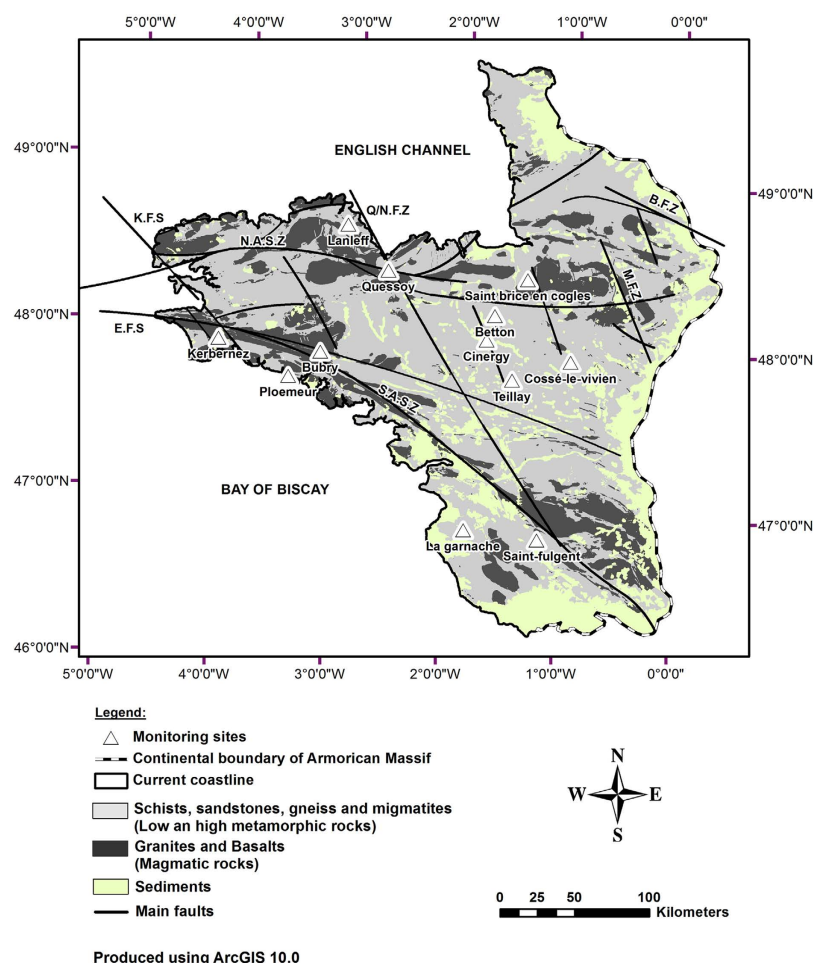 5°0'0"W 4°0'0"W 3°0'0"W 2°0'0"W 1°0'0"W 0°0'0"
49°0'0"N
ENGLISH CHANNEL
49°0'0"N
K.F.S
Q/N.F.Z
B.F.Z
N.A.S.Z
Lanleff
Quessoy
M.F.Z
Saint brice en cogles
48°0'0"N
E.F.S
Betton
Kerbernez
Cinergy
48°0'0"N
Bubry
Cossé-le-vivien
Ploemeur
Teillay
S.A.S.Z
47°0'0"N
BAY OF BISCAY
47°0'0"N
La garnache
Saint-fulgent
46°0'0"N
5°0'0"W 4°0'0"W 3°0'0"W 2°0'0"W 1°0'0"W 0°0'0"
Legend:
Monitoring sites
Continental boundary of Armorican Massif
Current coastline
Schists, sandstones, gneiss and migmatites
(Low an high metamorphic rocks)
Granites and Basalts
(Magmatic rocks)
Sediments
Main faults
N
W E
S
0 25 50 100
Kilometers
Produced using ArcGIS 10.0